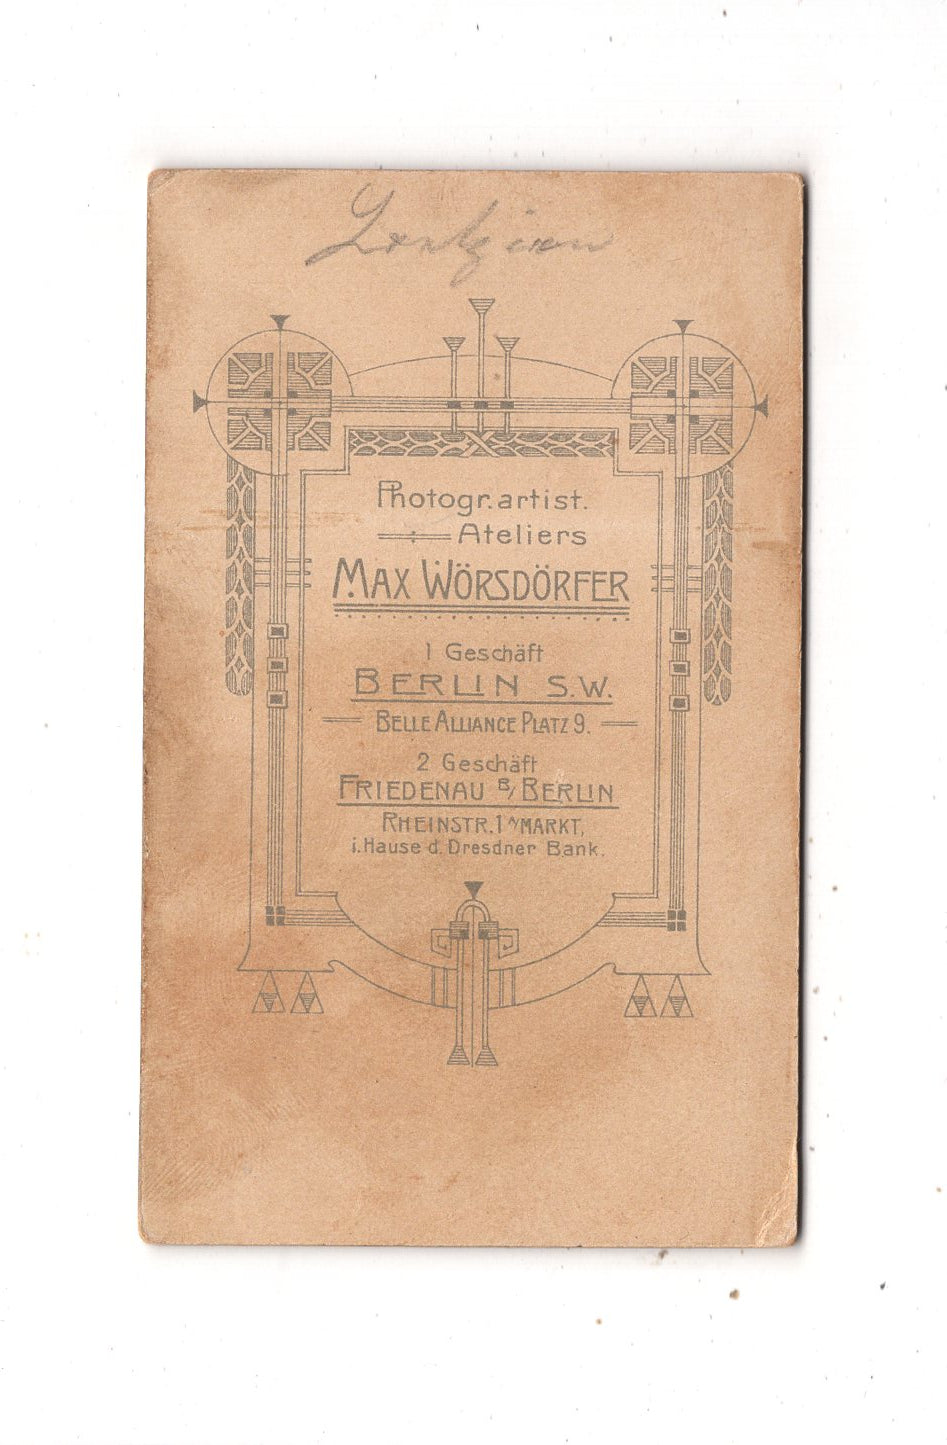 Photogr. artist.
Ateliers
MAX WÖRSDÖRFER
1 Geschäft
BERLIN S.W.
BELLE ALLIANCE PLATZ 9.
2 Geschäft
FRIEDENAU B/BERLIN
RHEINSTR. 1 A/MARKT,
i. Hause d. Dresdner Bank.